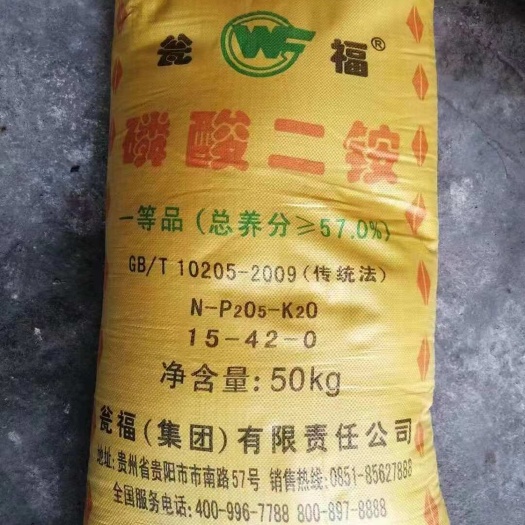 瓮 WF 福®
磷酸二铵
一等品(总养分≥57.0%)
GB/T 10205-2009(传统法)
N-P2O5-K2O
15-42-0
净含量:50kg
瓮福(集团)有限责任公司
地址:贵州省贵阳市市南路57号 销售热线:0851-85627888
全国服务电话:400-996-7788 800-897-8888